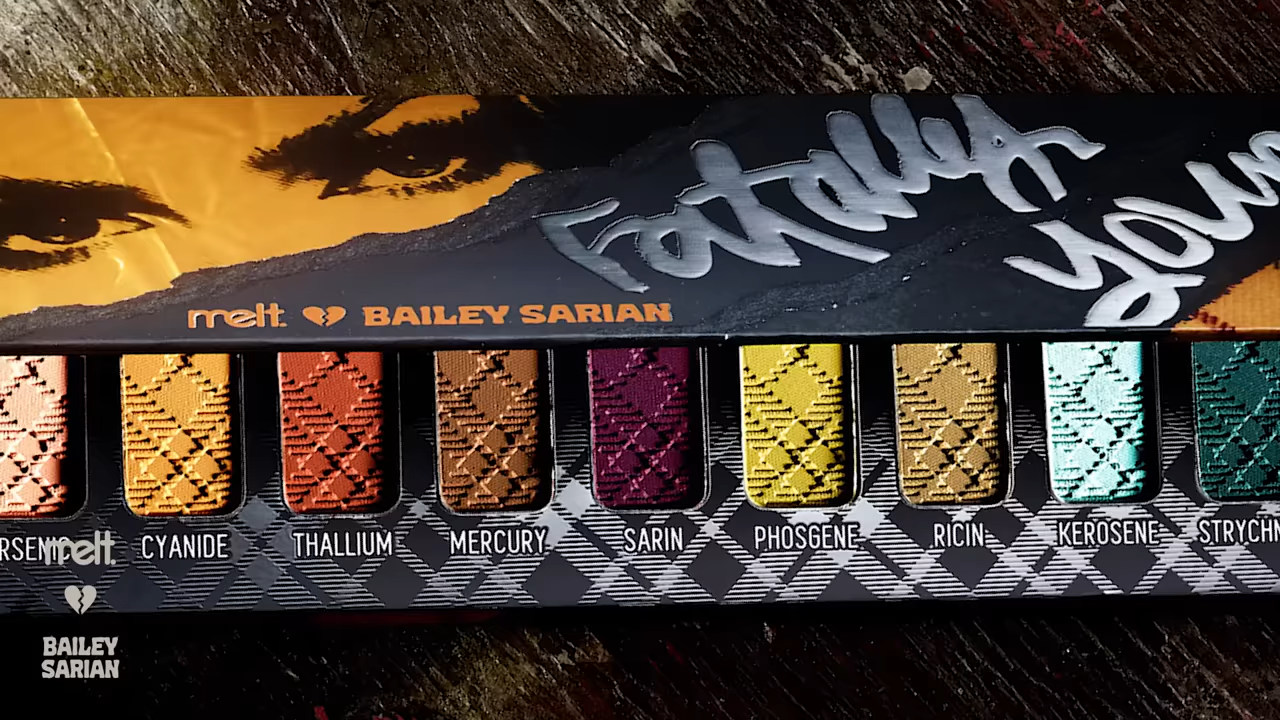 Fatally
melt. BAILEY SARIAN
CYANIDE THALLIUM MERCURY SARIN PHOSGENE RICIN KEROSENE
melt.
BAILEY
SARIAN